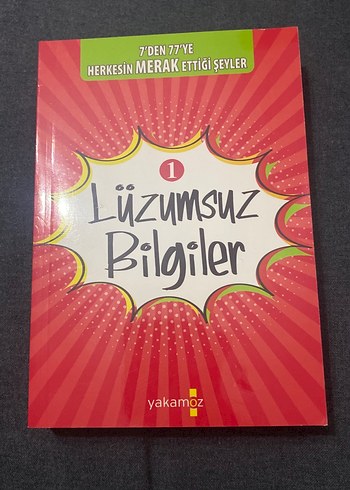 7'DEN 77'YE
HERKESİN MERAK ETTİĞİ ŞEYLER
1
Lüzumsuz
Bilgiler
yakamoz